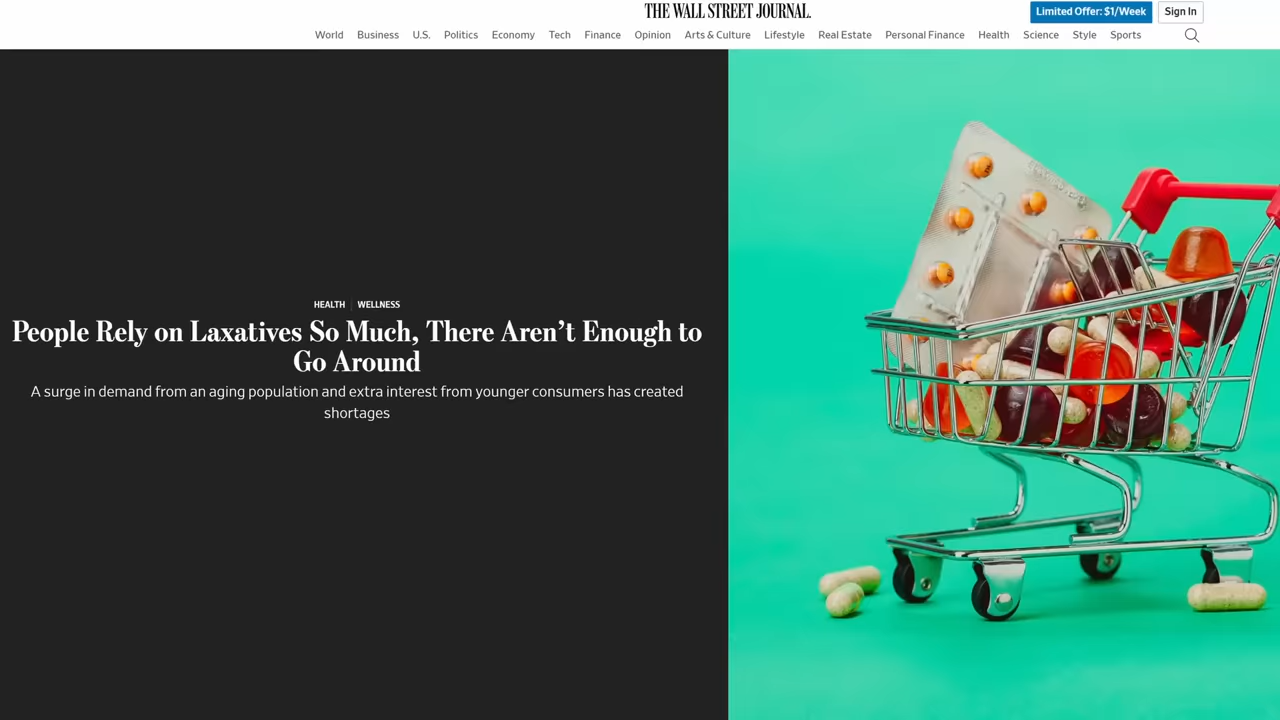 THE WALL STREET JOURNAL.
Limited Offer: $1/Week
Sign In
World Business U.S. Politics Economy Tech Finance Opinion Arts & Culture Lifestyle Real Estate Personal Finance Health Science Style Sports
HEALTH | WELLNESS
People Rely on Laxatives So Much, There Aren’t Enough to
Go Around
A surge in demand from an aging population and extra interest from younger consumers has created
shortages